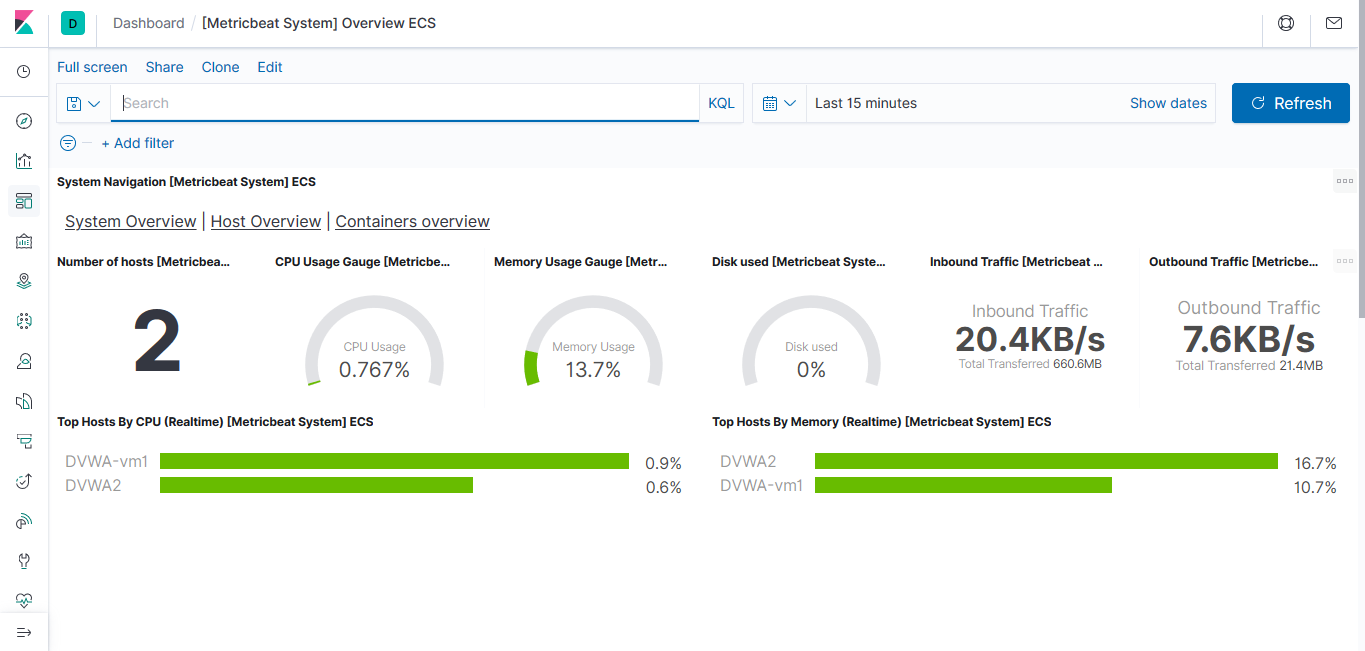 D Dashboard / [Metricbeat System] Overview ECS
Full screen Share Clone Edit
Search KQL Last 15 minutes Show dates Refresh
+ Add filter
System Navigation [Metricbeat System] ECS
System Overview | Host Overview | Containers overview
Number of hosts [Metricbea... CPU Usage Gauge [Metricbe... Memory Usage Gauge [Metr... Disk used [Metricbeat Syste... Inbound Traffic [Metricbeat ... Outbound Traffic [Metricbe...
2
CPU Usage
0.767%
Memory Usage
13.7%
Disk used
0%
Inbound Traffic
20.4KB/s
Total Transferred 660.6MB
Outbound Traffic
7.6KB/s
Total Transferred 21.4MB
Top Hosts By CPU (Realtime) [Metricbeat System] ECS
DVWA-vm1 0.9%
DVWA2 0.6%
Top Hosts By Memory (Realtime) [Metricbeat System] ECS
DVWA2 16.7%
DVWA-vm1 10.7%